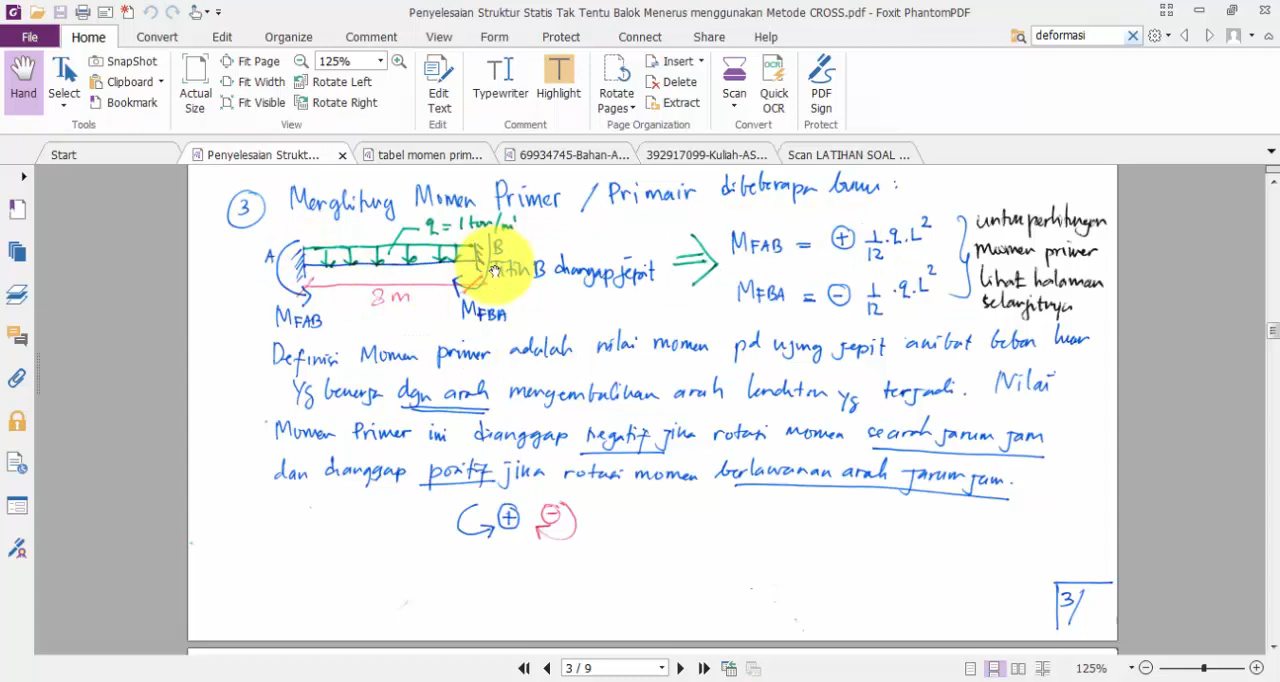 Penyelesaian Struktur Statis Tak Tentu Balok Menerus menggunakan Metode CROSS.pdf - Foxit PhantomPDF
File Home Convert Edit Organize Comment View Form Protect Connect Share Help deformasi
Hand
Select
SnapShot
Clipboard
Bookmark
Actual Size
Fit Page
Fit Width
Fit Visible
125%
Rotate Left
Rotate Right
Edit Text
Typewriter
Highlight
Rotate Pages
Insert
Delete
Extract
Scan
Quick OCR
PDF Sign
Tools View Edit Comment Page Organization Convert Protect
Start Penyelesaian Strukt... tabel momen prim... 69934745-Bahan-A... 392917099-Kuliah-AS... Scan LATIHAN SOAL ...
3 Menghitung Momen Primer / Primair dibeberapa
q = 1 ton/m'
A
B
B dianggap jepit
8 m
MFAB
MFBA
⇒
MFAB = ⊕ 1/12 . q. L²
MFBA = ⊖ 1/12 . q. L²
untuk perhitungan
momen primer
lihat halaman
selanjutnya
Definisi Momen primer adalah nilai momen pd ujung jepit akibat beban luar
yg bekerja dgn arah mengembalikan arah lendutan yg terjadi. Nilai
Momen Primer ini dianggap negatif jika rotasi momen searah jarum jam
dan dianggap positif jika rotasi momen berlawanan arah jarum jam.
⊕ ⊖
3/
3 / 9
125%